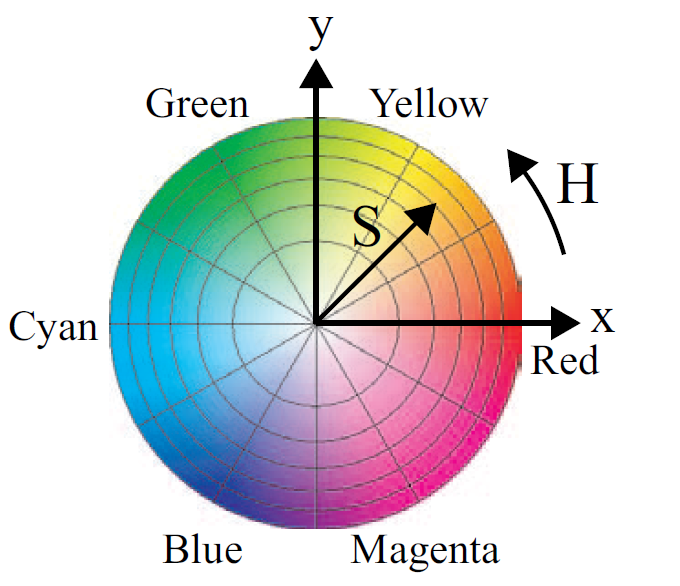 y
Green
Yellow
H
S
Cyan
x
Red
Blue
Magenta